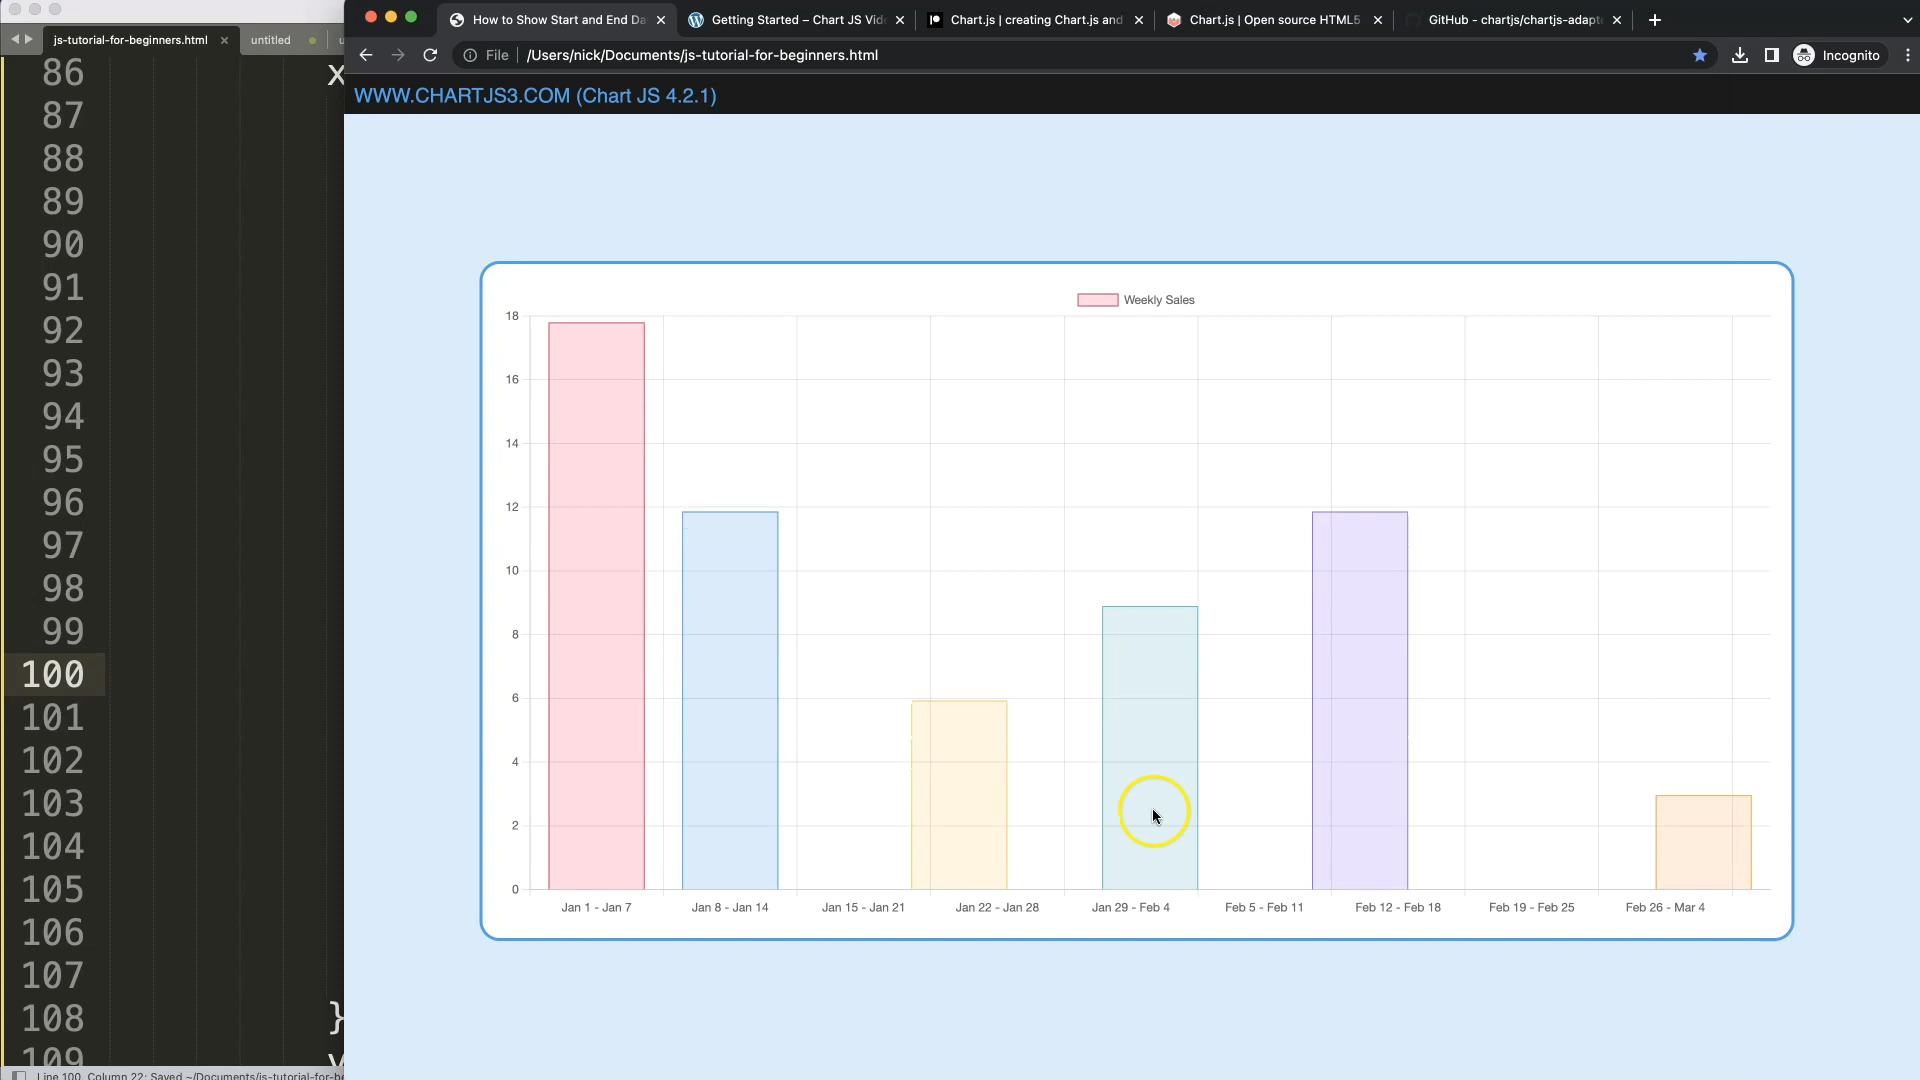 js-tutorial-for-beginners.html
untitled
How to Show Start and End Da
Getting Started – Chart JS Vide
Chart.js | creating Chart.js and
Chart.js | Open source HTML5
GitHub - chartjs/chartjs-adapt
File
/Users/nick/Documents/js-tutorial-for-beginners.html
Incognito
WWW.CHARTJS3.COM (Chart JS 4.2.1)
86
x
87
88
89
90
91
92
93
94
95
96
97
98
99
100
101
102
103
104
105
106
107
108
}
109
Line 100, Column 22; Saved ~/Documents/js-tutorial-for-be
Weekly Sales
18
16
14
12
10
8
6
4
2
0
Jan 1 - Jan 7
Jan 8 - Jan 14
Jan 15 - Jan 21
Jan 22 - Jan 28
Jan 29 - Feb 4
Feb 5 - Feb 11
Feb 12 - Feb 18
Feb 19 - Feb 25
Feb 26 - Mar 4